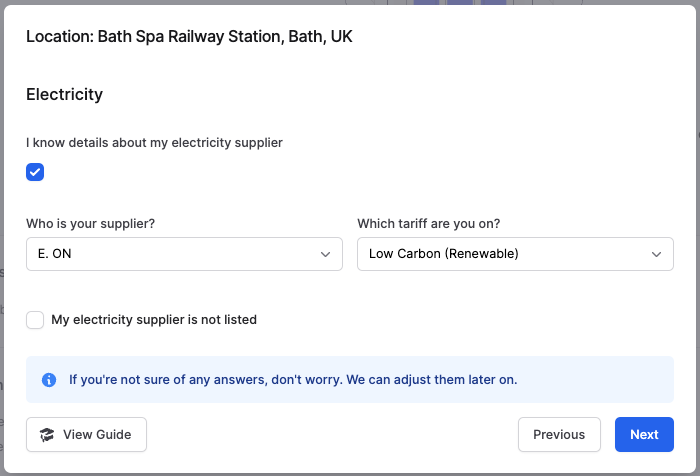 Location: Bath Spa Railway Station, Bath, UK
Electricity
I know details about my electricity supplier
Who is your supplier?
Which tariff are you on?
E. ON
Low Carbon (Renewable)
My electricity supplier is not listed
If you're not sure of any answers, don't worry. We can adjust them later on.
View Guide
Previous
Next